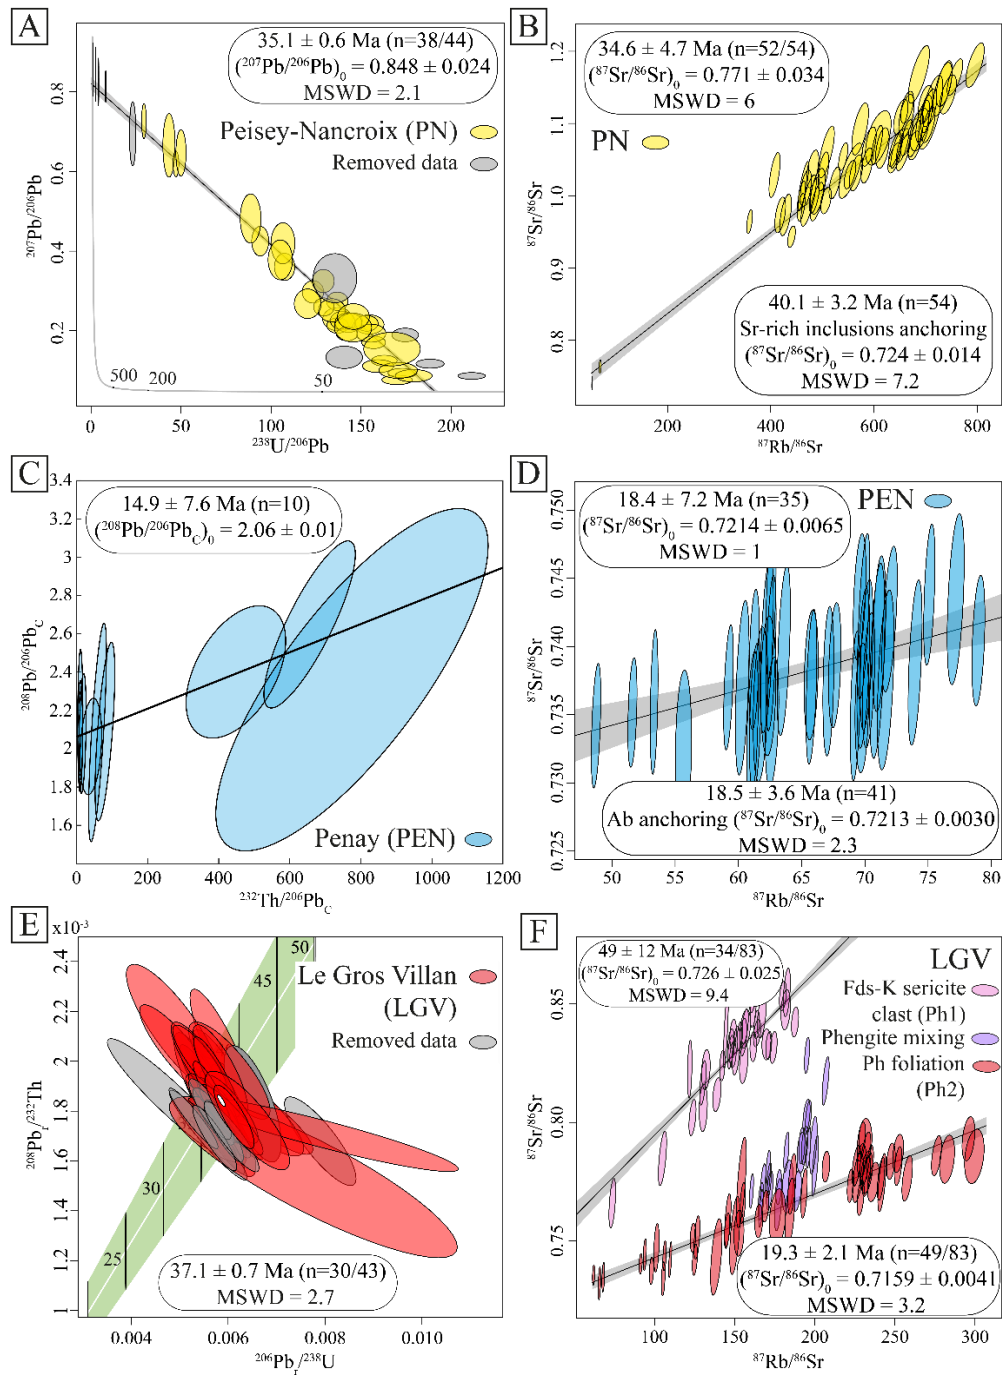 A
35.1 ± 0.6 Ma (n=38/44)
(207Pb/206Pb)0 = 0.848 ± 0.024
MSWD = 2.1
Peisey-Nancroix (PN)
Removed data
207Pb/206Pb
0.8
0.6
0.4
0.2
500
200
50
0
50
100
150
200
238U/206Pb
B
34.6 ± 4.7 Ma (n=52/54)
(87Sr/86Sr)0 = 0.771 ± 0.034
MSWD = 6
PN
40.1 ± 3.2 Ma (n=54)
Sr-rich inclusions anchoring
(87Sr/86Sr)0 = 0.724 ± 0.014
MSWD = 7.2
87Sr/86Sr
1.2
1.1
1.0
0.9
0.8
200
400
600
800
87Rb/86Sr
C
14.9 ± 7.6 Ma (n=10)
(208Pb/206PbC)0 = 2.06 ± 0.01
Penay (PEN)
208Pb/206PbC
3.4
3.2
3
2.8
2.6
2.4
2.2
2
1.8
1.6
0
200
400
600
800
1000
1200
232Th/206PbC
D
18.4 ± 7.2 Ma (n=35)
(87Sr/86Sr)0 = 0.7214 ± 0.0065
MSWD = 1
PEN
18.5 ± 3.6 Ma (n=41)
Ab anchoring (87Sr/86Sr)0 = 0.7213 ± 0.0030
MSWD = 2.3
87Sr/86Sr
0.750
0.745
0.740
0.735
0.730
0.725
50
55
60
65
70
75
80
87Rb/86Sr
E
x10-3
Le Gros Villan
(LGV)
Removed data
50
45
30
25
37.1 ± 0.7 Ma (n=30/43)
MSWD = 2.7
208Pbr/232Th
2.4
2.2
2
1.8
1.6
1.4
1.2
1
0.004
0.006
0.008
0.010
206Pbr/238U
F
49 ± 12 Ma (n=34/83)
(87Sr/86Sr)0 = 0.726 ± 0.025
MSWD = 9.4
LGV
Fds-K sericite
clast (Ph1)
Phengite mixing
Ph foliation
(Ph2)
19.3 ± 2.1 Ma (n=49/83)
(87Sr/86Sr)0 = 0.7159 ± 0.0041
MSWD = 3.2
87Sr/86Sr
0.85
0.80
0.75
100
150
200
250
300
87Rb/86Sr